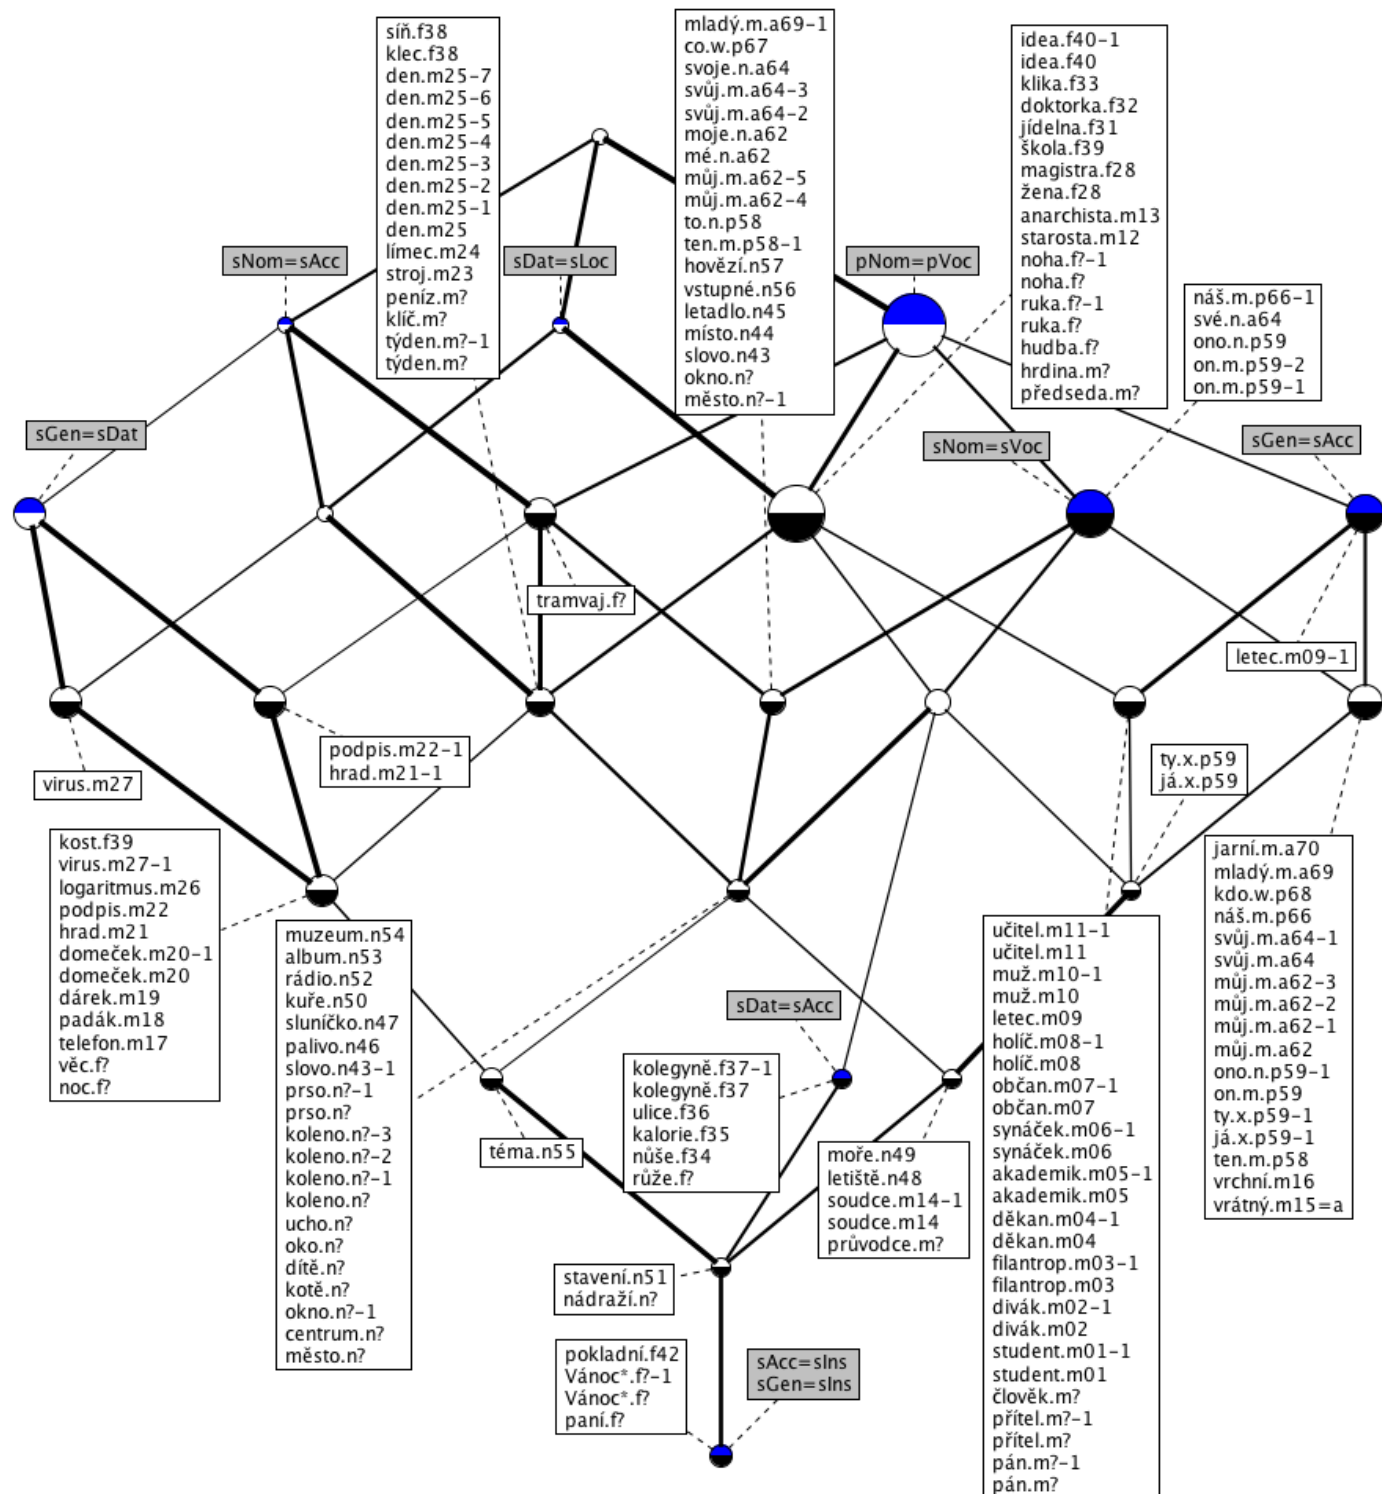 síň.f38
klec.f38
den.m25-7
den.m25-6
den.m25-5
den.m25-4
den.m25-3
den.m25-2
den.m25-1
den.m25
límec.m24
stroj.m23
peníz.m?
klíč.m?
týden.m?-1
týden.m?
mladý.m.a69-1
co.w.p67
svoje.n.a64
svůj.m.a64-3
svůj.m.a64-2
moje.n.a62
mé.n.a62
můj.m.a62-5
můj.m.a62-4
to.n.p58
ten.m.p58-1
hovězí.n57
vstupné.n56
letadlo.n45
místo.n44
slovo.n43
okno.n?
město.n?-1
idea.f40-1
idea.f40
klika.f33
doktorka.f32
jídelna.f31
škola.f39
magistra.f28
žena.f28
anarchista.m13
starosta.m12
noha.f?-1
noha.f?
ruka.f?-1
ruka.f?
hudba.f?
hrdina.m?
předseda.m?
sNom=sAcc
sDat=sLoc
pNom=pVoc
náš.m.p66-1
své.n.a64
ono.n.p59
on.m.p59-2
on.m.p59-1
sGen=sDat
sNom=sVoc
sGen=sAcc
tramvaj.f?
letec.m09-1
virus.m27
podpis.m22-1
hrad.m21-1
ty.x.p59
já.x.p59
kost.f39
virus.m27-1
logaritmus.m26
podpis.m22
hrad.m21
domeček.m20-1
domeček.m20
dárek.m19
padák.m18
telefon.m17
věc.f?
noc.f?
jarní.m.a70
mladý.m.a69
kdo.w.p68
náš.m.p66
svůj.m.a64-1
svůj.m.a64
můj.m.a62-3
můj.m.a62-2
můj.m.a62-1
můj.m.a62
ono.n.p59-1
on.m.p59
ty.x.p59-1
já.x.p59-1
ten.m.p58
vrchní.m16
vrátný.m15=a
muzeum.n54
album.n53
rádio.n52
kuře.n50
sluníčko.n47
palivo.n46
slovo.n43-1
prso.n?-1
prso.n?
koleno.n?-3
koleno.n?-2
koleno.n?-1
koleno.n?
ucho.n?
oko.n?
dítě.n?
kotě.n?
okno.n?-1
centrum.n?
město.n?
učitel.m11-1
učitel.m11
muž.m10-1
muž.m10
letec.m09
holíč.m08-1
holíč.m08
občan.m07-1
občan.m07
synáček.m06-1
synáček.m06
akademik.m05-1
akademik.m05
děkan.m04-1
děkan.m04
filantrop.m03-1
filantrop.m03
divák.m02-1
divák.m02
student.m01-1
student.m01
člověk.m?
přítel.m?-1
přítel.m?
pán.m?-1
pán.m?
sDat=sAcc
kolegyně.f37-1
kolegyně.f37
ulice.f36
kalorie.f35
nůše.f34
růže.f?
téma.n55
moře.n49
letiště.n48
soudce.m14-1
soudce.m14
průvodce.m?
stavení.n51
nádraží.n?
pokladní.f42
Vánoc*.f?-1
Vánoc*.f?
paní.f?
sAcc=sIns
sGen=sIns